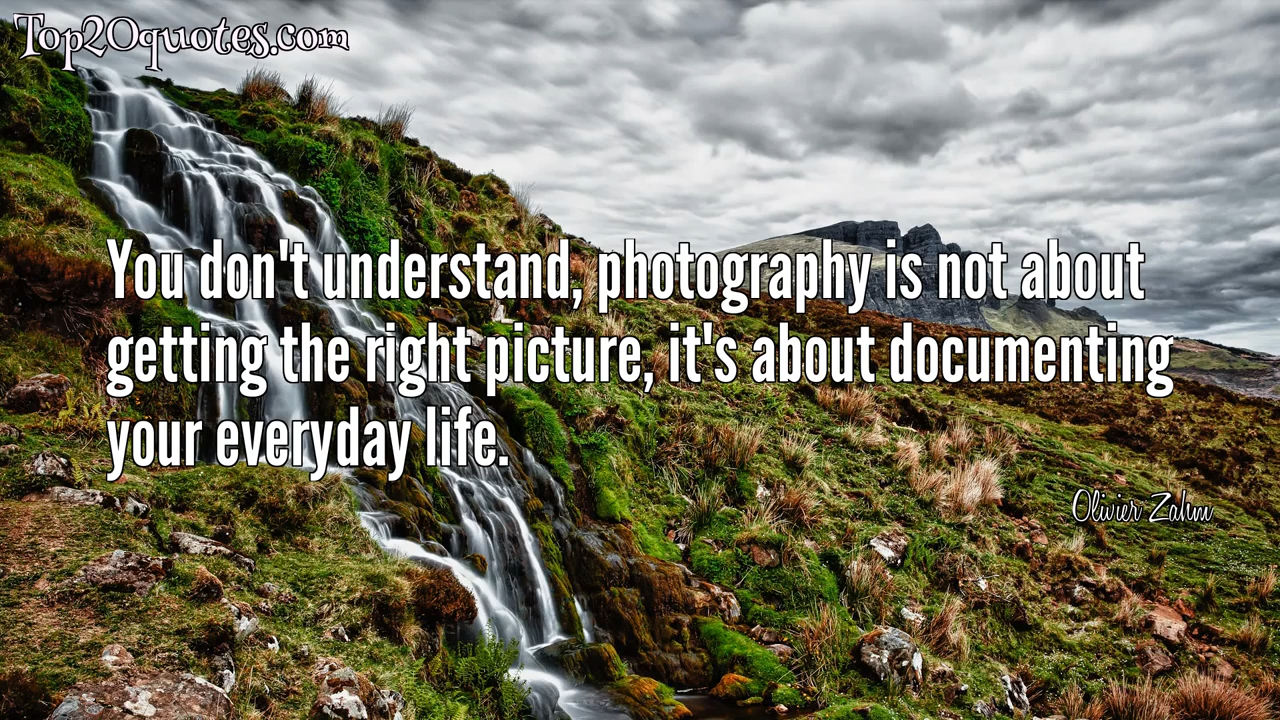 Top20quotes.com
You don't understand, photography is not about
getting the right picture, it's about documenting
your everyday life.
Olivier Zahm